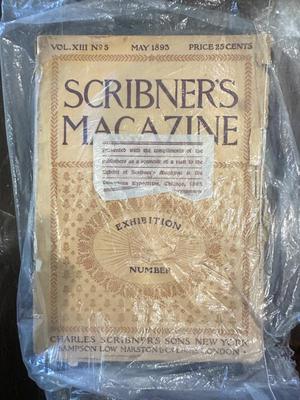 VOL. XIII No 5 MAY 1893 PRICE 25 CENTS
SCRIBNER'S
MAGAZINE
Presented with the compliments of the
publishers as a souvenir of a visit to the
Exhibit of Scribner's Magazine in the
Columbian Exposition, Chicago, 1893
EXHIBITION
NUMBER
CHARLES SCRIBNER'S SONS NEW YORK
SAMPSON LOW MARSTON & CO LIMITED LONDON